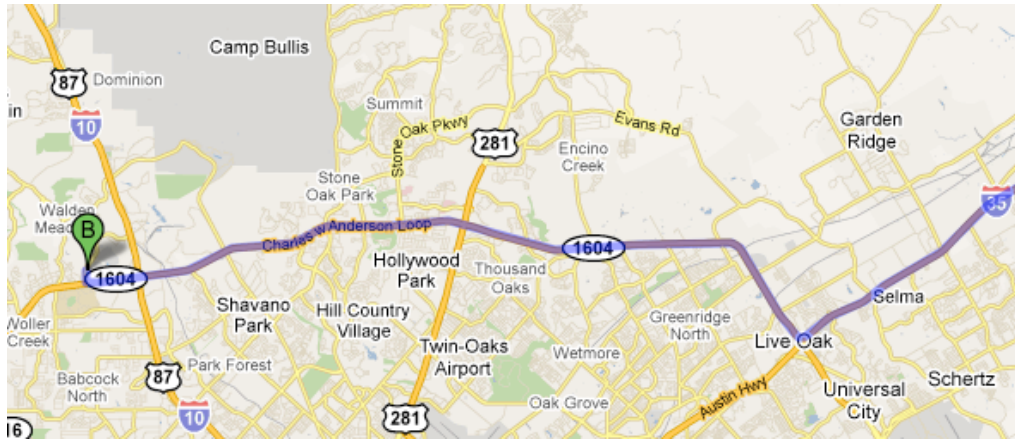 Camp Bullis
87
Dominion
in
10
Summit
Stone Oak Pkwy
281
Evans Rd
Garden
Ridge
Encino
Creek
Stone
Oak Park
35
Walden
Mea
B
Charles w Anderson Loop
1604
1604
Hollywood
Park
Thousand
Oaks
Selma
Shavano
Park
Hill Country
Village
Greenridge
North
Woller
Creek
Live Oak
Twin-Oaks
Airport
Wetmore
Park Forest
87
Babcock
North
Schertz
Universal
City
Austin Hwy
Oak Grove
10
281
16